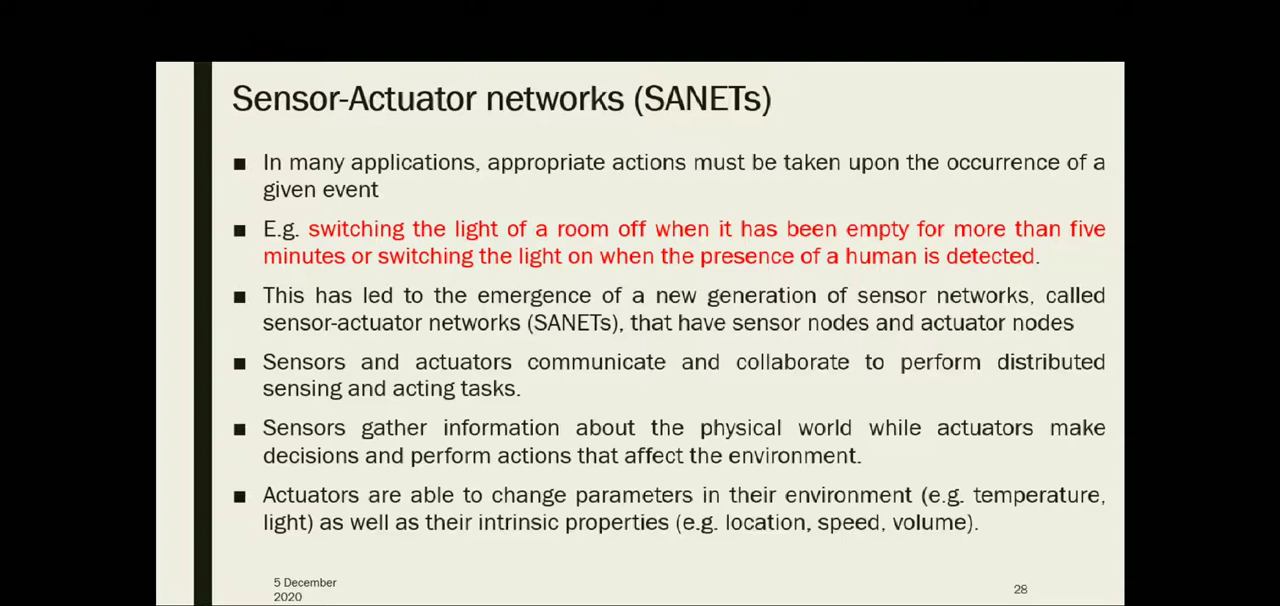 Sensor-Actuator networks (SANETs)
■ In many applications, appropriate actions must be taken upon the occurrence of a
given event
■ E.g. switching the light of a room off when it has been empty for more than five
minutes or switching the light on when the presence of a human is detected.
■ This has led to the emergence of a new generation of sensor networks, called
sensor-actuator networks (SANETs), that have sensor nodes and actuator nodes
■ Sensors and actuators communicate and collaborate to perform distributed
sensing and acting tasks.
■ Sensors gather information about the physical world while actuators make
decisions and perform actions that affect the environment.
■ Actuators are able to change parameters in their environment (e.g. temperature,
light) as well as their intrinsic properties (e.g. location, speed, volume).
5 December
2020
28